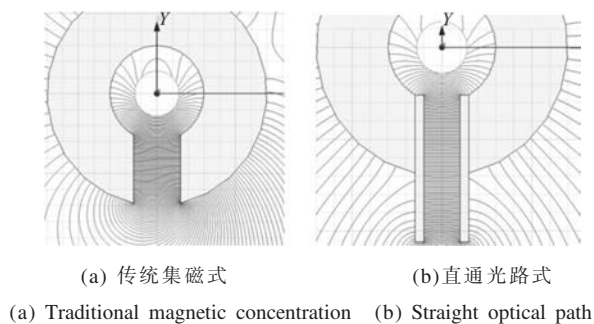 Y
Y
(a) 传统集磁式
(b)直通光路式
(a) Traditional magnetic concentration
(b) Straight optical path